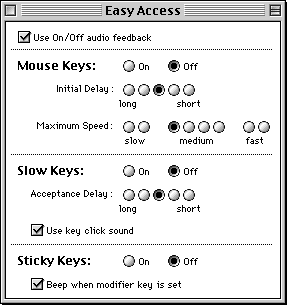 Easy Access
Use On/Off audio feedback
Mouse Keys: On Off
Initial Delay:
long short
Maximum Speed:
slow medium fast
Slow Keys: On Off
Acceptance Delay:
long short
Use key click sound
Sticky Keys: On Off
Beep when modifier key is set